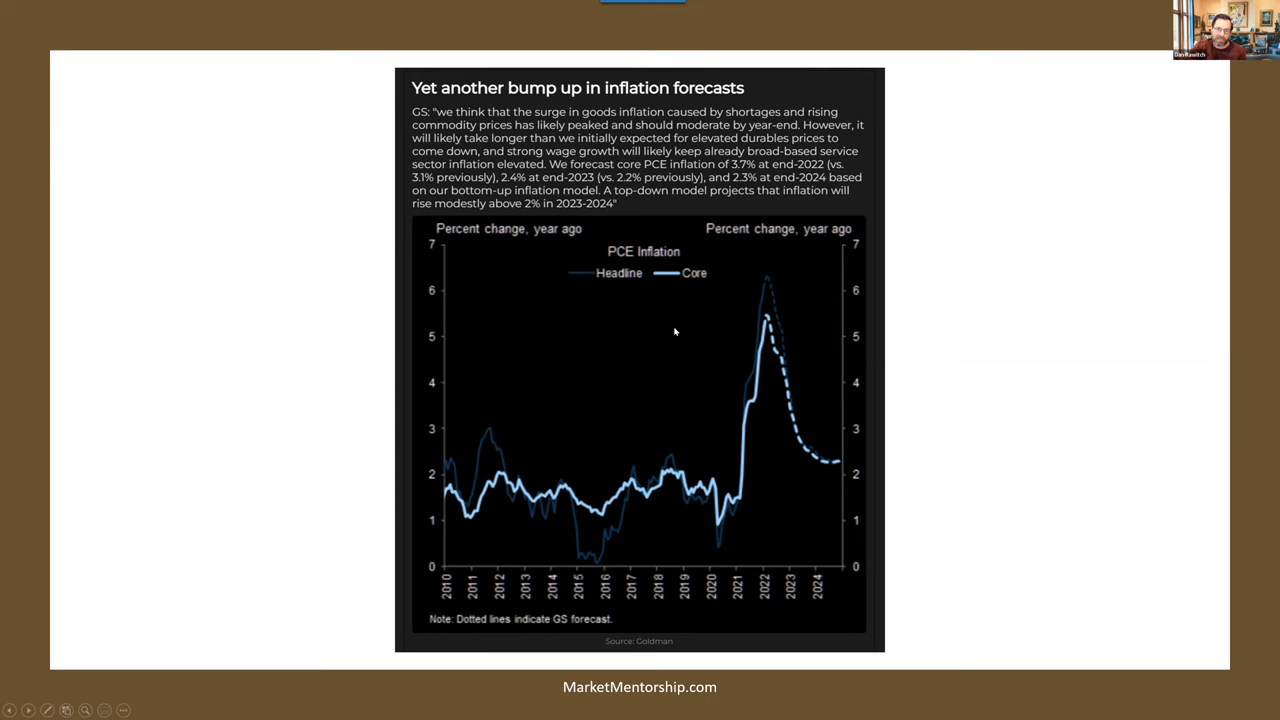 Dan Rawitch
Yet another bump up in inflation forecasts
GS: "we think that the surge in goods inflation caused by shortages and rising
commodity prices has likely peaked and should moderate by year-end. However, it
will likely take longer than we initially expected for elevated durables prices to
come down, and strong wage growth will likely keep already broad-based service
sector inflation elevated. We forecast core PCE inflation of 3.7% at end-2022 (vs.
3.1% previously), 2.4% at end-2023 (vs. 2.2% previously), and 2.3% at end-2024 based
on our bottom-up inflation model. A top-down model projects that inflation will
rise modestly above 2% in 2023-2024"
Percent change, year ago
Percent change, year ago
PCE Inflation
Headline
Core
7
6
5
4
3
2
1
0
7
6
5
4
3
2
1
0
2010
2011
2012
2013
2014
2015
2016
2017
2018
2019
2020
2021
2022
2023
2024
Note: Dotted lines indicate GS forecast.
Source: Goldman
MarketMentorship.com